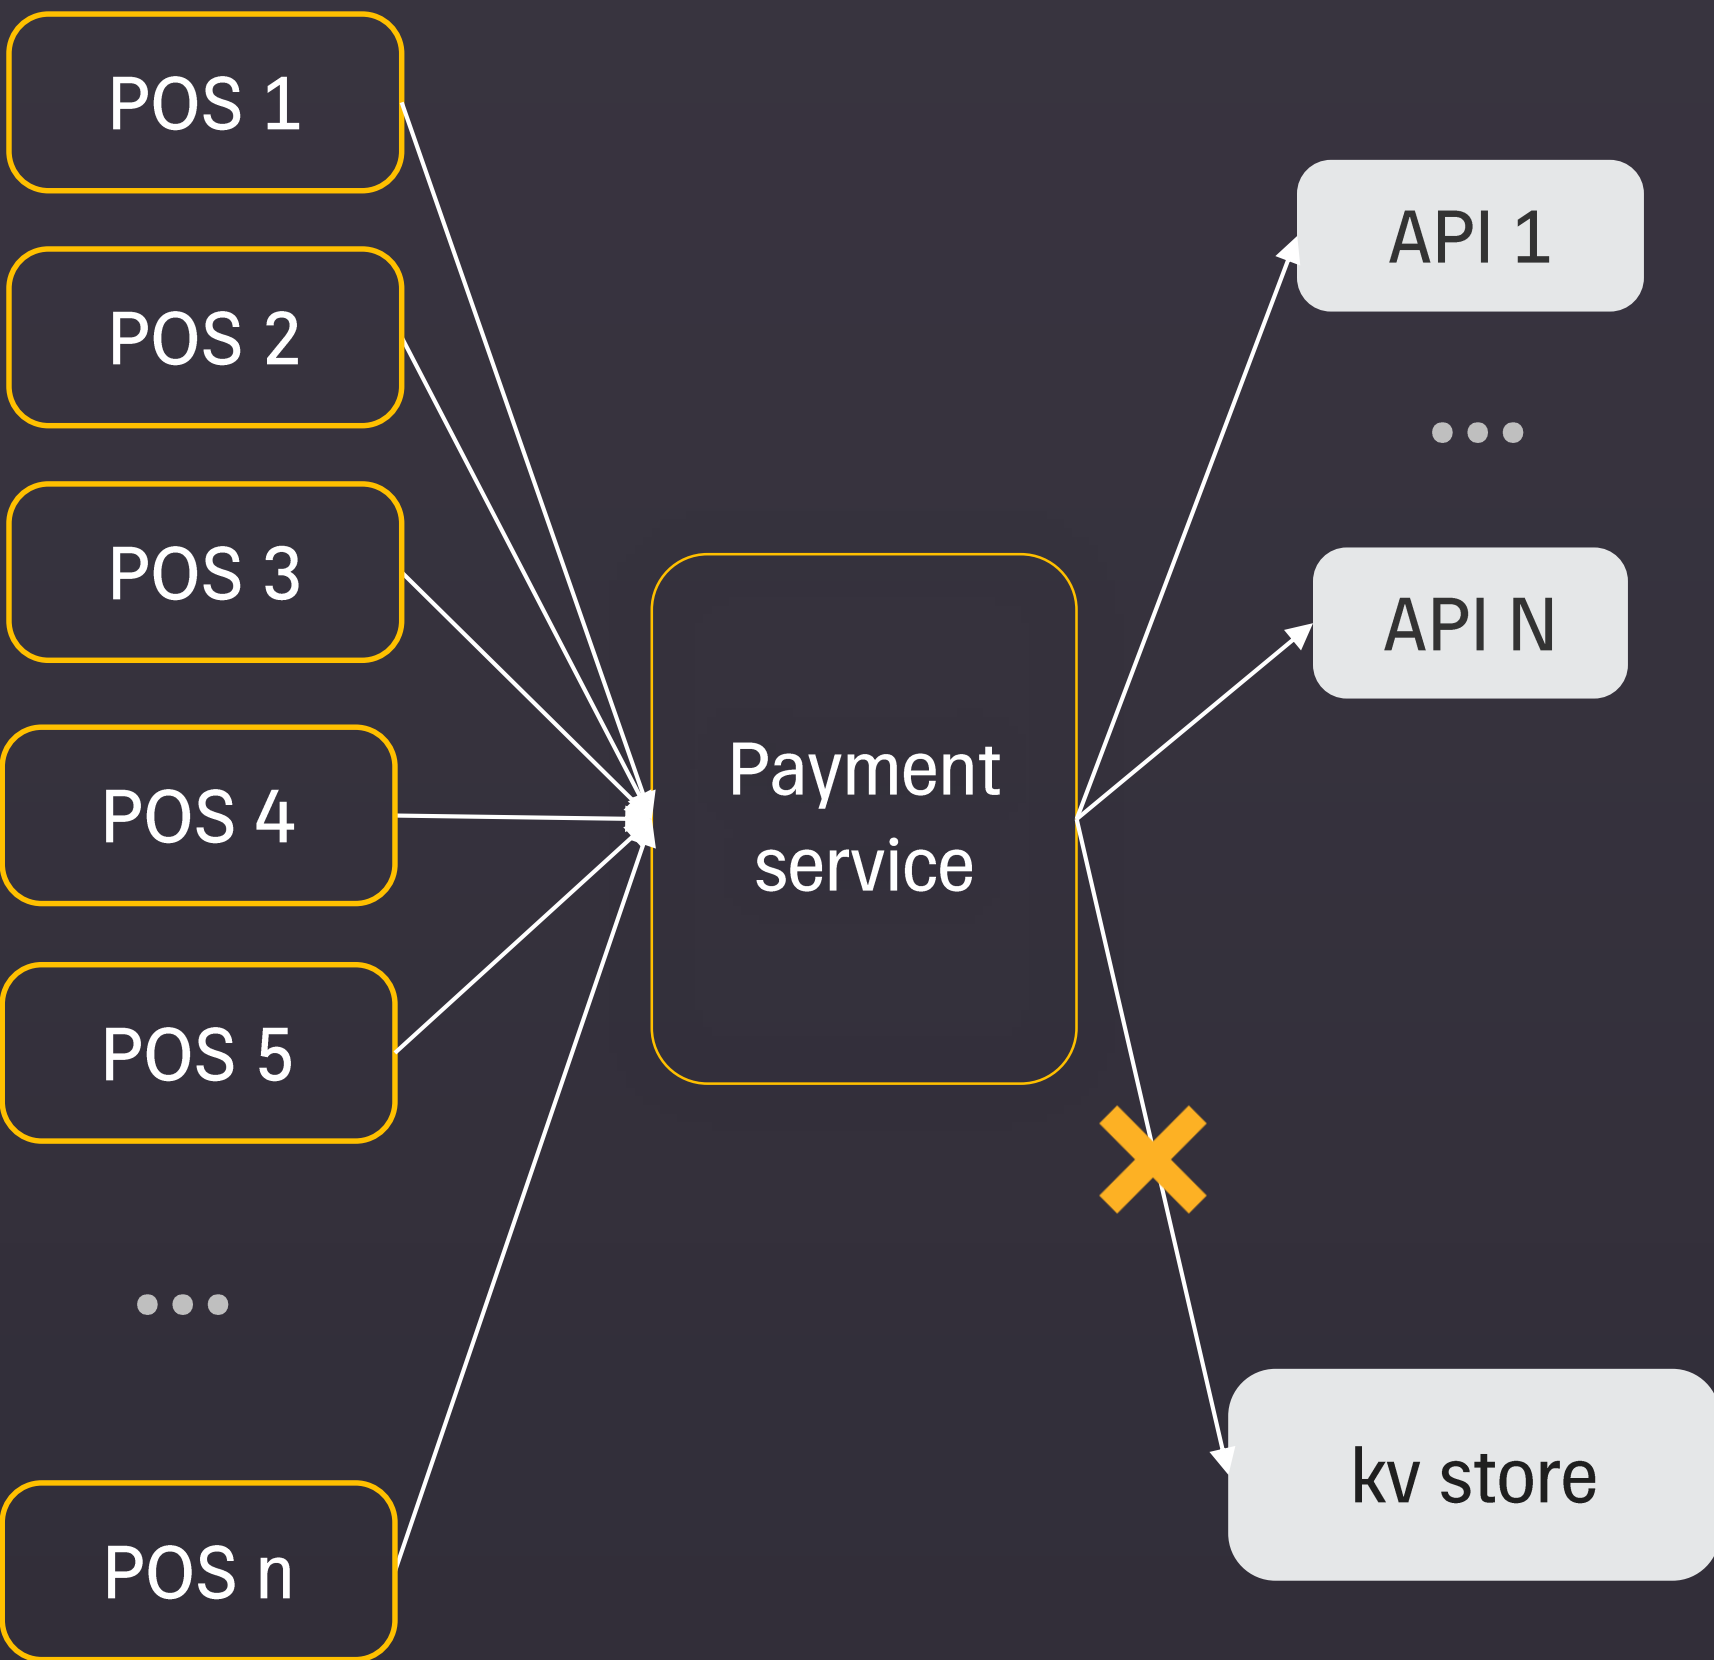 POS 1
POS 2
POS 3
POS 4
POS 5
POS n
Payment
service
API 1
API N
kv store